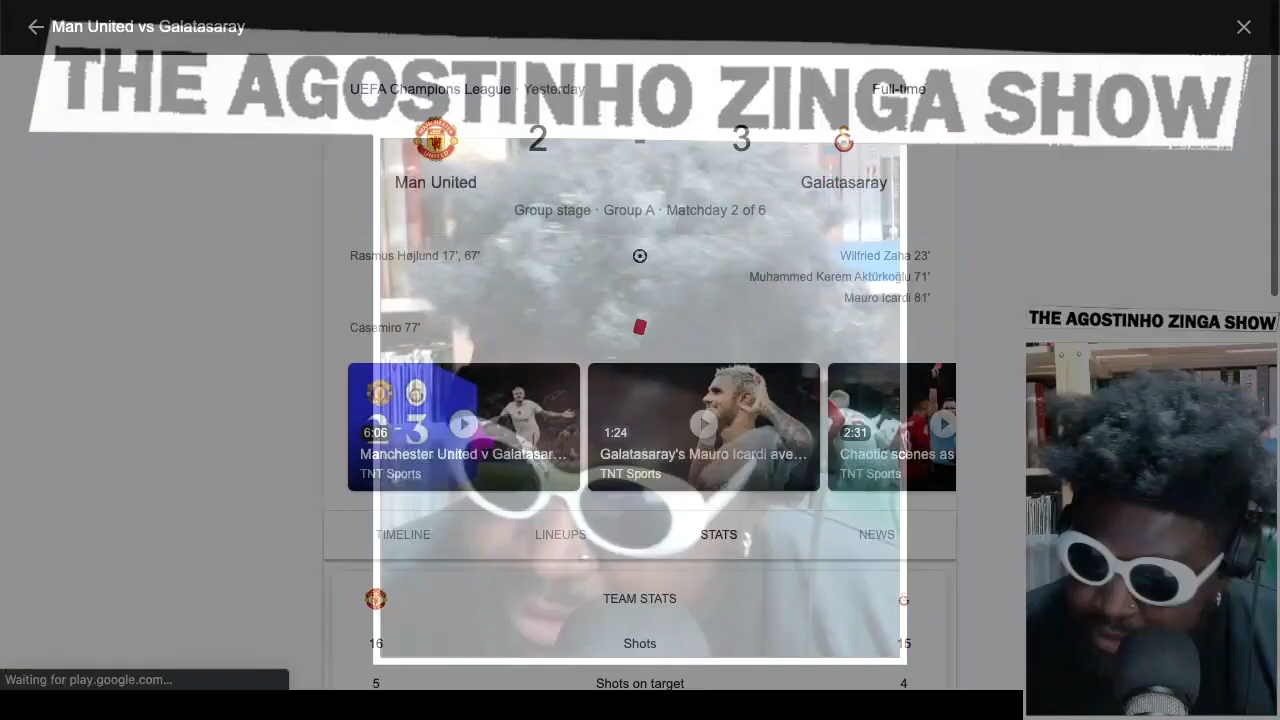 Man United vs Galatasaray
THE AGOSTINHO ZINGA SHOW
UEFA Champions League · Yesterday
Full-time
2 - 3
Man United
Galatasaray
Group stage · Group A · Matchday 2 of 6
Rasmus Højlund 17', 67'
Wilfried Zaha 23'
Muhammed Kerem Aktürkoğlu 71'
Mauro Icardi 81'
Casemiro 77'
THE AGOSTINHO ZINGA SHOW
2-3
6:06
Manchester United v Galatasar...
TNT Sports
1:24
Galatasaray's Mauro Icardi ave...
TNT Sports
2:31
Chaotic scenes as
TNT Sports
TIMELINE LINEUPS STATS NEWS
TEAM STATS
16 Shots 15
5 Shots on target 4
Waiting for play.google.com...